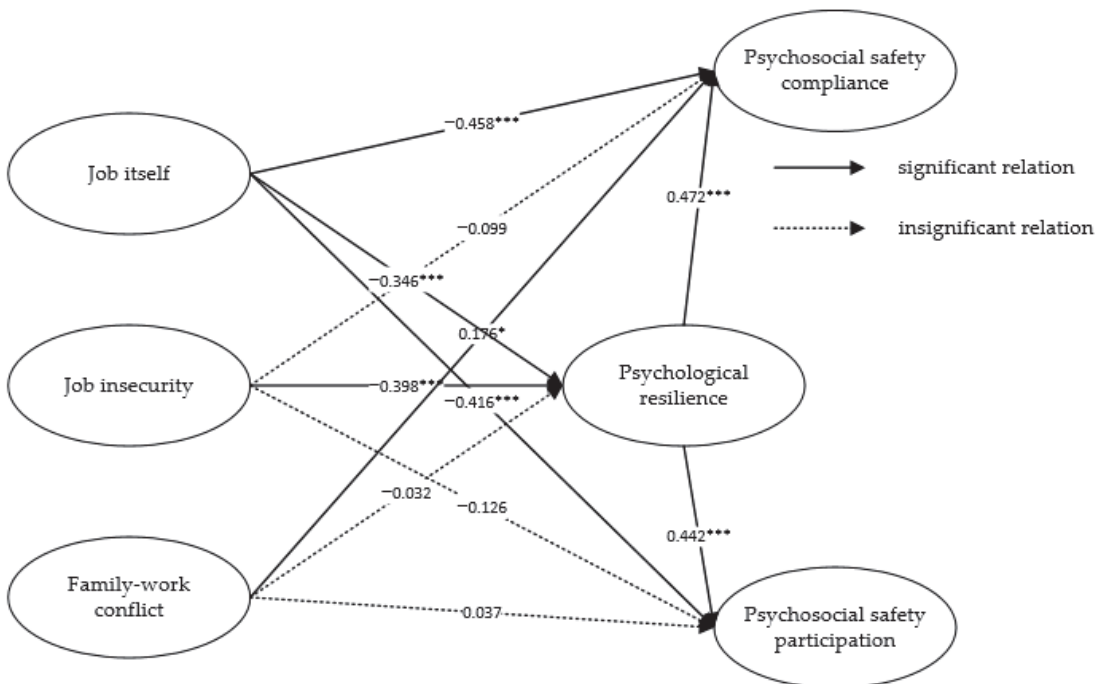 Psychosocial safety
compliance
−0.458***
Job itself
significant relation
0.472***
−0.099
insignificant relation
−0.346***
0.176*
Job insecurity
−0.398***
−0.416***
Psychological
resilience
−0.032
−0.126
0.442***
Family-work
conflict
0.037
Psychosocial safety
participation